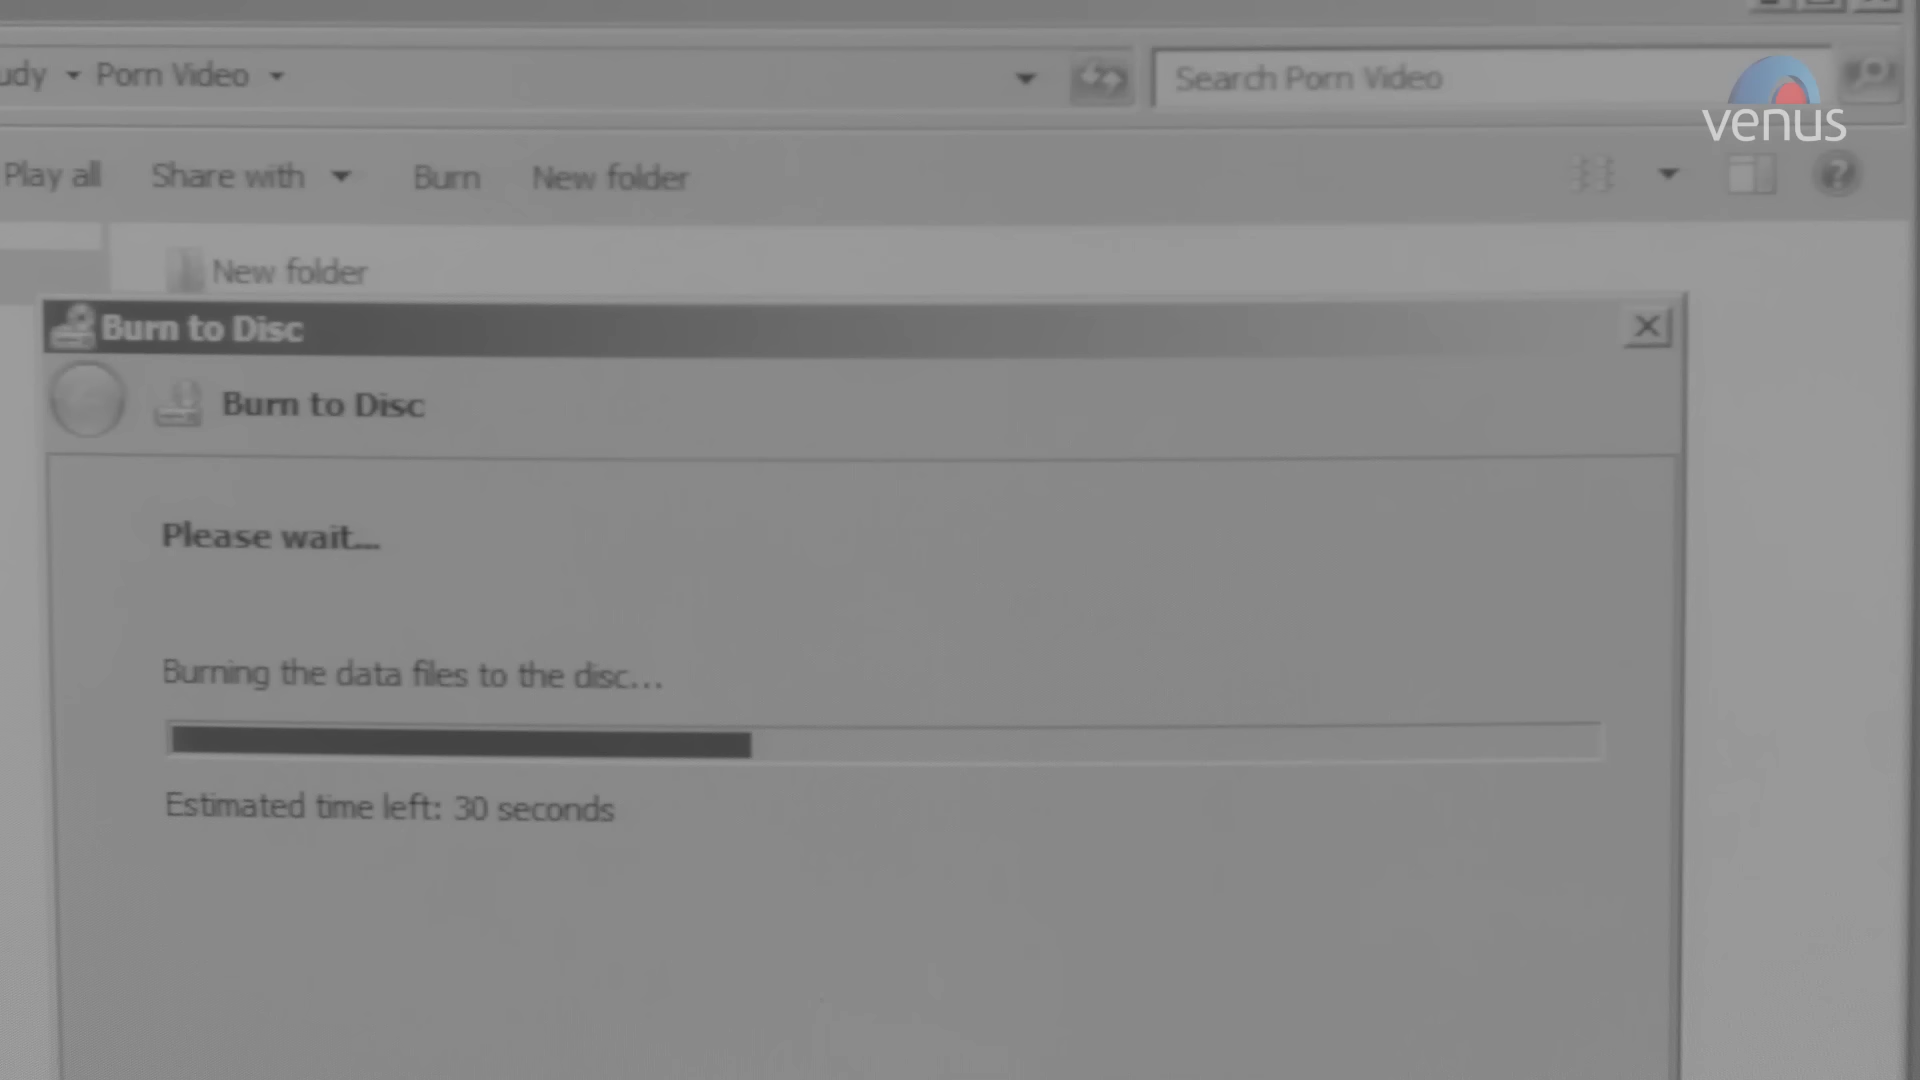 udy Porn Video
Search Porn Video
venus
Play all Share with Burn New folder
New folder
Burn to Disc
Burn to Disc
Please wait...
Burning the data files to the disc...
Estimated time left: 30 seconds